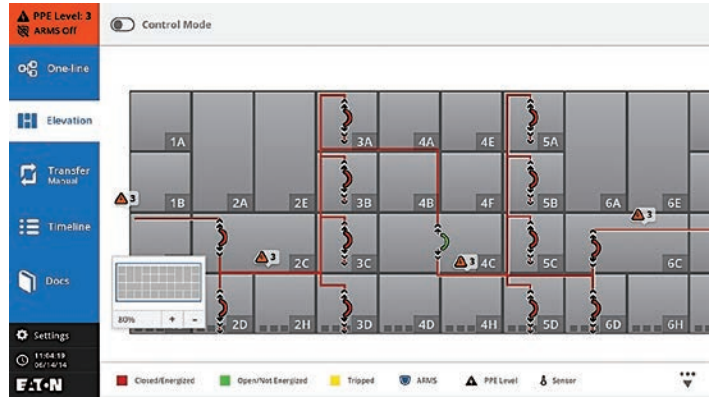 PPE Level: 3
ARMS Off
Control Mode
One-line
Elevation
Transfer
Manual
Timeline
Docs
Settings
11:04:19
06/14/14
EATON
1A
3A
4A
4E
5A
3
1B
2A
2E
3B
4B
4F
5B
6A
6E
3
3
2C
3C
3
4C
5C
6C
80%
+
-
2D
2H
3D
4D
4H
5D
6D
6H
Closed/Energized
Open/Not Energized
Tripped
ARMS
PPE Level
Sensor